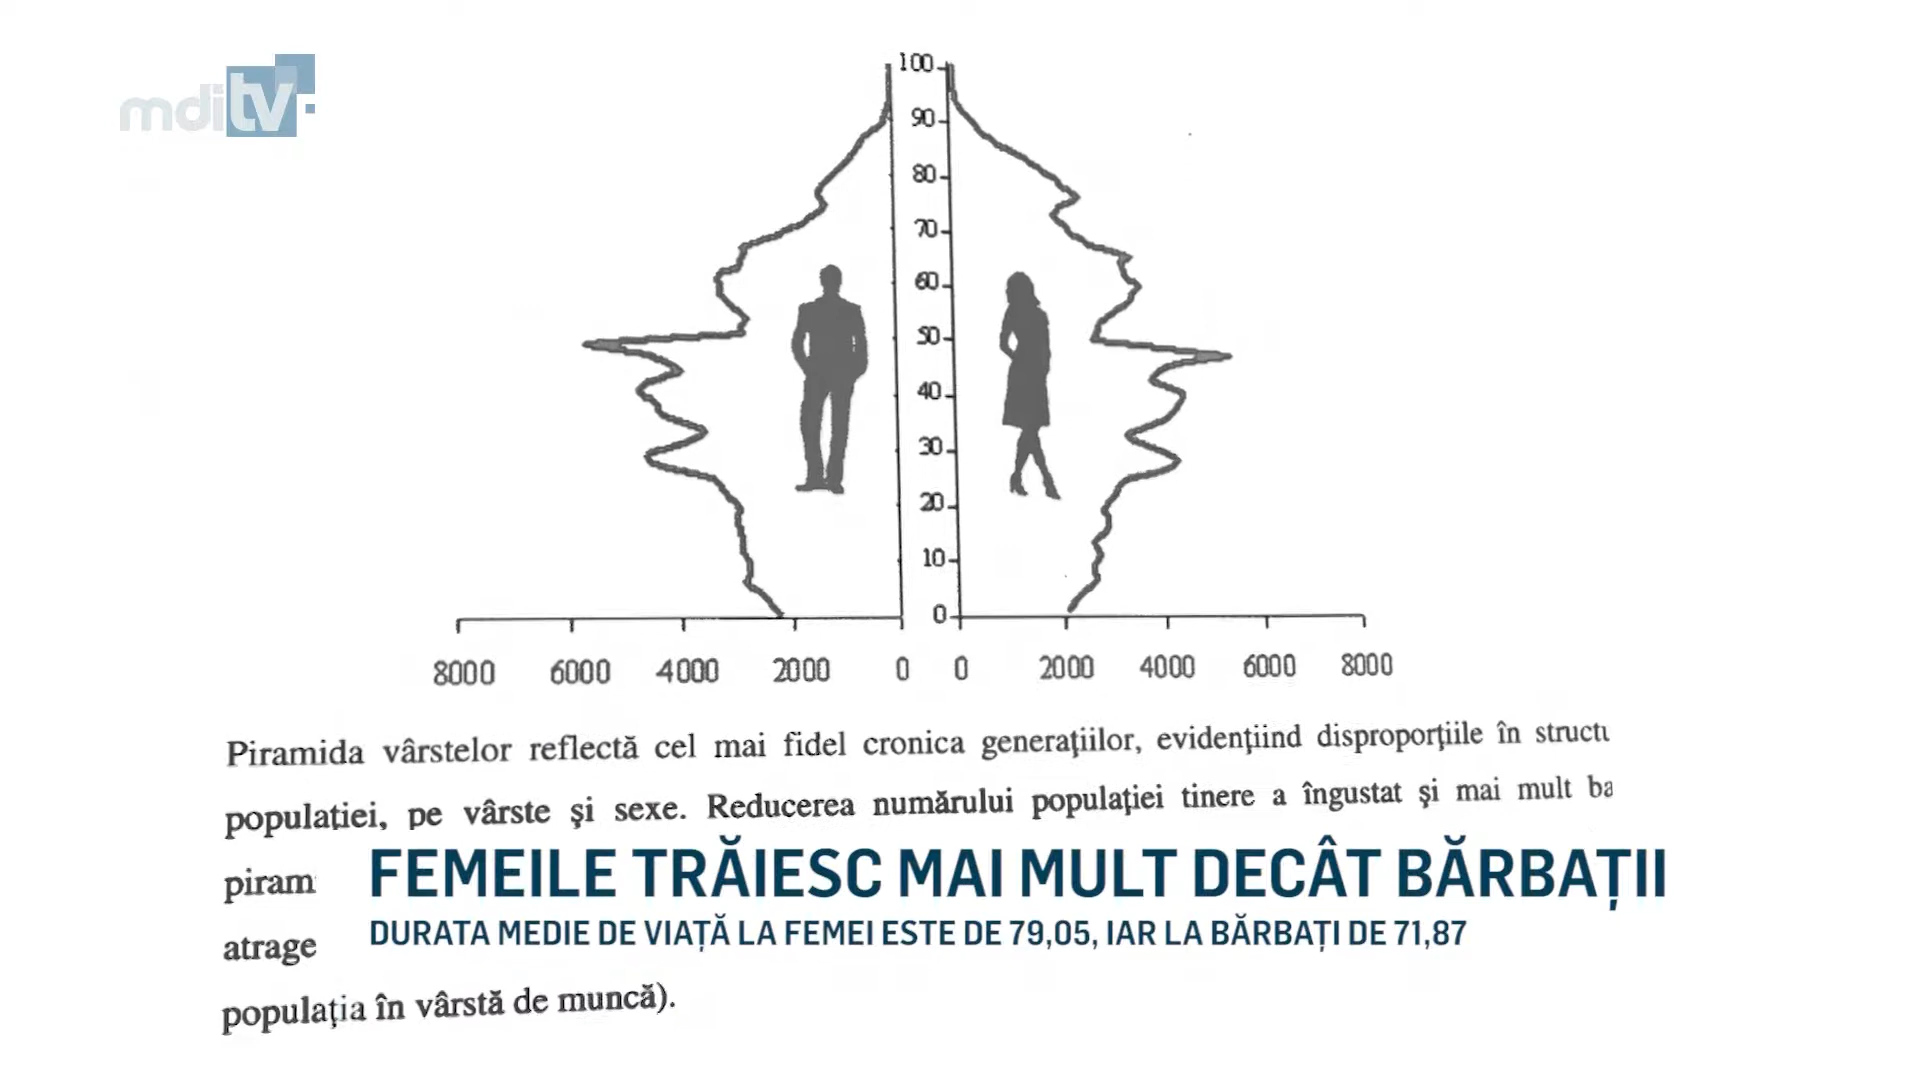 mditv
100
90
80
70
60
50
40
30
20
10
0
8000 6000 4000 2000 0 0 2000 4000 6000 8000
Piramida vârstelor reflectă cel mai fidel cronica generaţiilor, evidenţiind disproporţiile în structu
populaţiei, pe vârste şi sexe. Reducerea numărului populaţiei tinere a îngustat şi mai mult ba
piram
atrage
populaţia în vârstă de muncă).
FEMEILE TRĂIESC MAI MULT DECÂT BĂRBAȚII
DURATA MEDIE DE VIAȚĂ LA FEMEI ESTE DE 79,05, IAR LA BĂRBAȚI DE 71,87